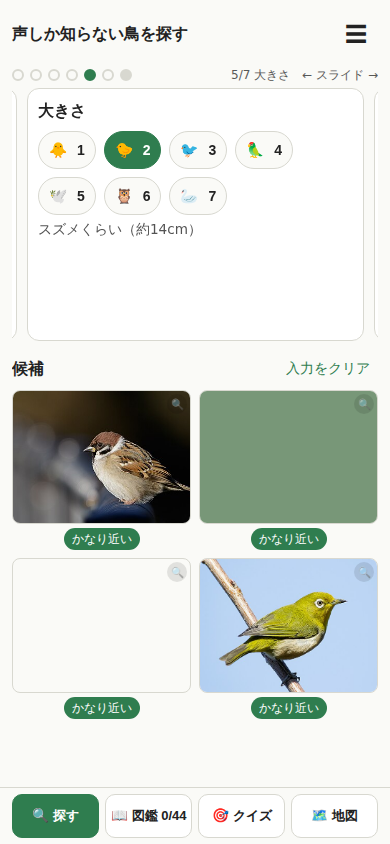 声しか知らない鳥を探す
5/7 大きさ ← スライド →
大きさ
1
2
3
4
5
6
7
スズメくらい（約14cm）
候補
入力をクリア
かなり近い
かなり近い
かなり近い
かなり近い
探す
図鑑 0/44
クイズ
地図